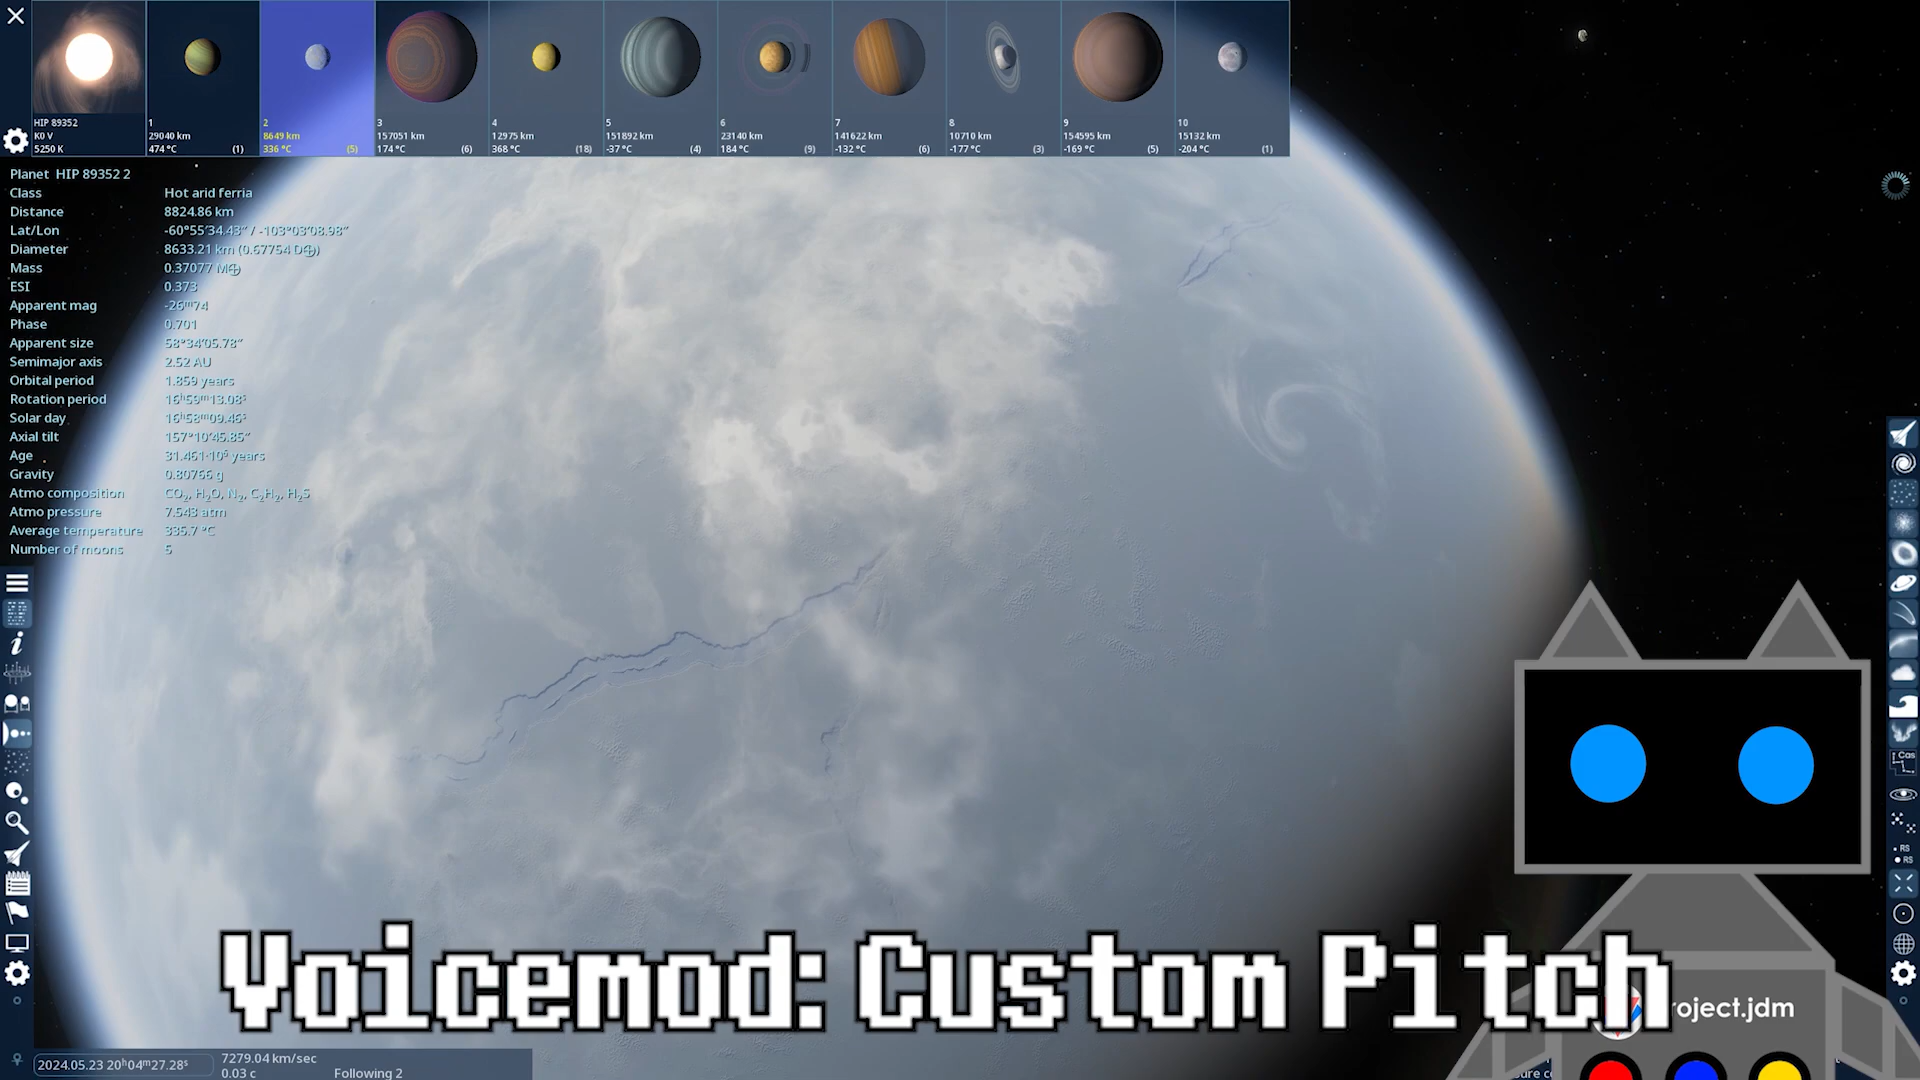 HIP 89352
K0 V
5250 K
1
29040 km
474 °C (1)
2
8649 km
336 °C (5)
3
157051 km
174 °C (6)
4
12975 km
368 °C (18)
5
151892 km
-37 °C (4)
6
23140 km
184 °C (9)
7
141622 km
-132 °C (6)
8
10710 km
-177 °C (3)
9
154595 km
-169 °C (5)
10
15132 km
-204 °C (1)
Planet HIP 89352 2
Class Hot arid ferria
Distance 8824.86 km
Lat/Lon -60°55'34.43" / -103°03'08.98"
Diameter 8633.21 km (0.67754 D⊕)
Mass 0.37077 M⊕
ESI 0.373
Apparent mag -26ᵐ74
Phase 0.701
Apparent size 58°34'05.78"
Semimajor axis 2.52 AU
Orbital period 1.859 years
Rotation period 16ʰ59ᵐ13.08ˢ
Solar day 16ʰ58ᵐ09.46ˢ
Axial tilt 157°10'45.85"
Age 31.461·10⁶ years
Gravity 0.80766 g
Atmo composition CO₂, H₂O, N₂, C₂H₂, H₂S
Atmo pressure 7.543 atm
Average temperature 335.7 °C
Number of moons 5
Cas
RS
RS
Voicemod: Custom Pitch
roject.jdm
2024.05.23 20ʰ04ᵐ27.28ˢ
7279.04 km/sec
0.03 c
Following 2